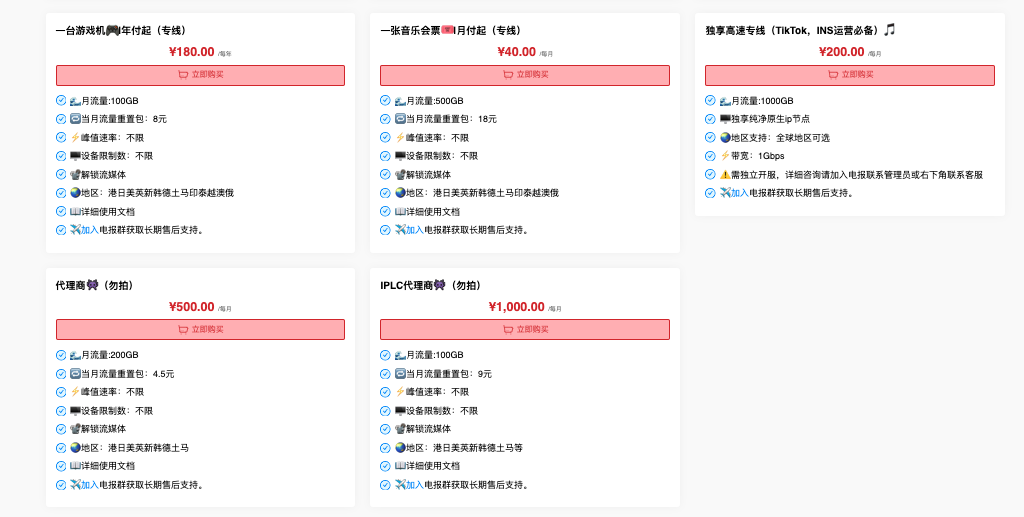 一台游戏机🎮年付起（专线）
¥180.00 /每年
立即购买
🌊月流量:100GB
🔁当月流量重置包：8元
⚡峰值速率：不限
🖥️设备限制数：不限
📽️解锁流媒体
🌏地区：港日美英新韩德土马印泰越澳俄
📖详细使用文档
✈️加入电报群获取长期售后支持。
一张音乐会票🎟️月付起（专线）
¥40.00 /每月
立即购买
🌊月流量:500GB
🔁当月流量重置包：18元
⚡峰值速率：不限
🖥️设备限制数：不限
📽️解锁流媒体
🌏地区：港日美英新韩德土马印泰越澳俄
📖详细使用文档
✈️加入电报群获取长期售后支持。
独享高速专线（TikTok，INS运营必备）🎵
¥200.00 /每月
立即购买
🌊月流量:1000GB
🖥️独享纯净原生ip节点
🌏地区支持：全球地区可选
⚡带宽：1Gbps
⚠️需独立开服，详细咨询请加入电报联系管理员或右下角联系客服
✈️加入电报群获取长期售后支持。
代理商👾（勿拍）
¥500.00 /每月
立即购买
🌊月流量:200GB
🔁当月流量重置包：4.5元
⚡峰值速率：不限
🖥️设备限制数：不限
📽️解锁流媒体
🌏地区：港日美英新韩德土马
📖详细使用文档
✈️加入电报群获取长期售后支持。
IPLC代理商👾（勿拍）
¥1,000.00 /每月
立即购买
🌊月流量:100GB
🔁当月流量重置包：9元
⚡峰值速率：不限
🖥️设备限制数：不限
📽️解锁流媒体
🌏地区：港日美英新韩德土马等
📖详细使用文档
✈️加入电报群获取长期售后支持。